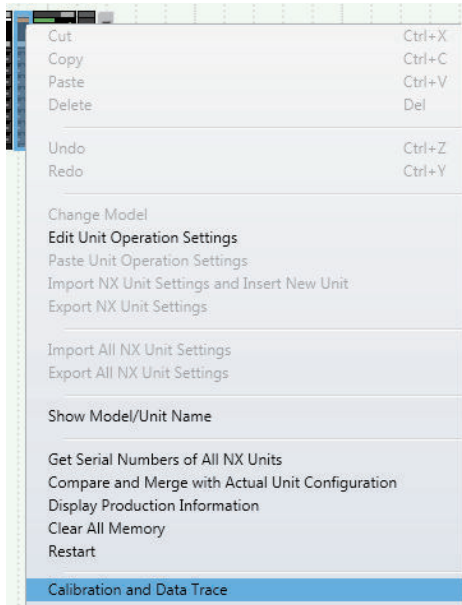 Cut Ctrl+X
Copy Ctrl+C
Paste Ctrl+V
Delete Del
Undo Ctrl+Z
Redo Ctrl+Y
Change Model
Edit Unit Operation Settings
Paste Unit Operation Settings
Import NX Unit Settings and Insert New Unit
Export NX Unit Settings
Import All NX Unit Settings
Export All NX Unit Settings
Show Model/Unit Name
Get Serial Numbers of All NX Units
Compare and Merge with Actual Unit Configuration
Display Production Information
Clear All Memory
Restart
Calibration and Data Trace